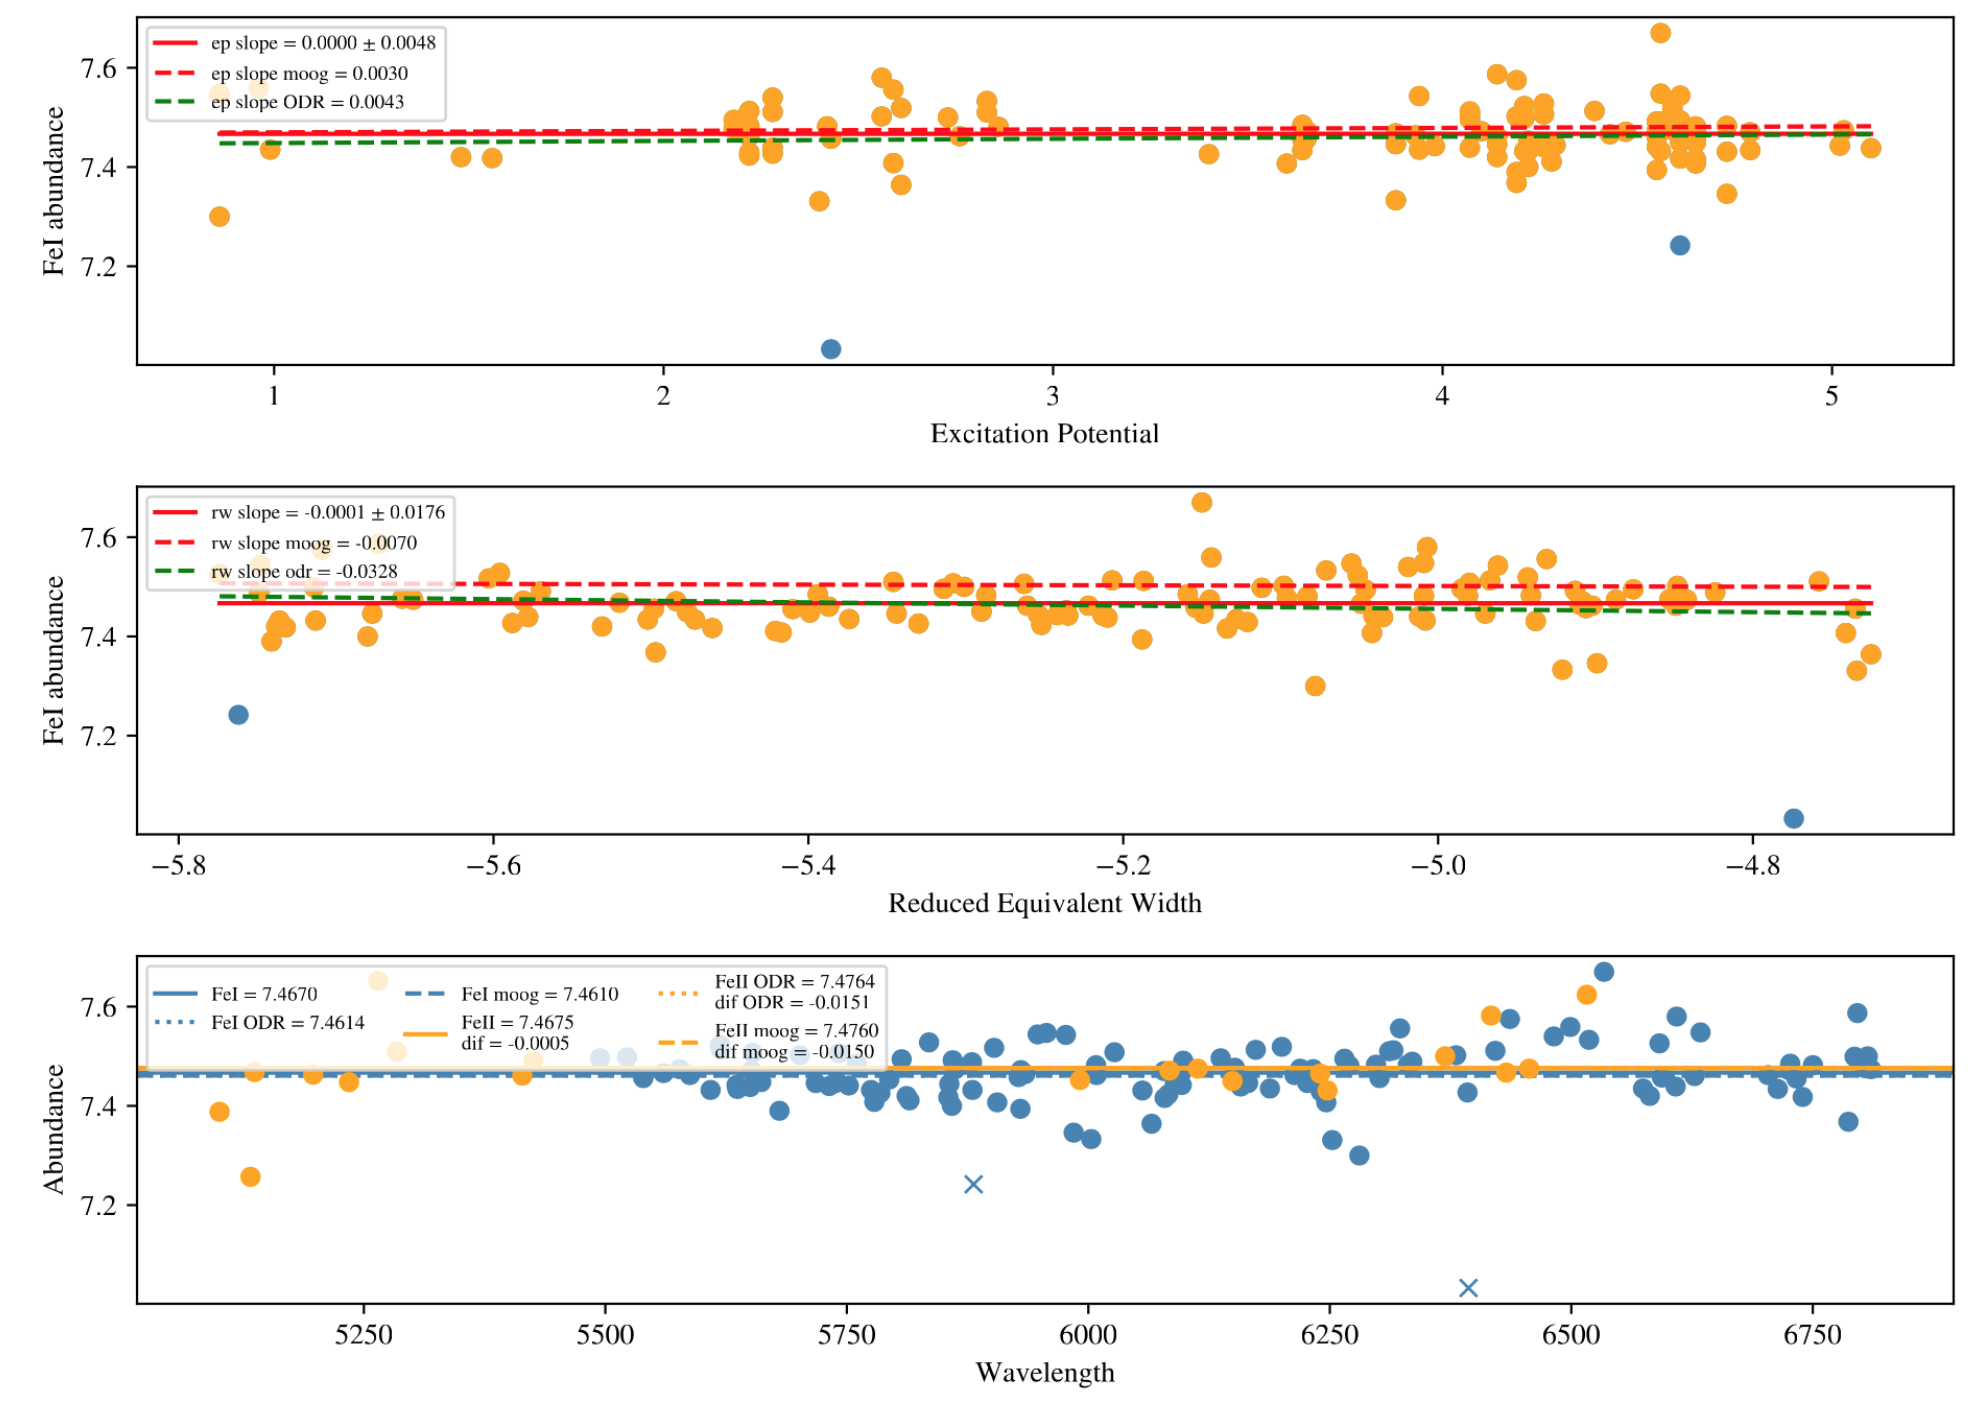 ep slope = 0.0000 ± 0.0048
ep slope moog = 0.0030
ep slope ODR = 0.0043
7.6
7.4
7.2
FeI abundance
1 2 3 4 5
Excitation Potential
rw slope = -0.0001 ± 0.0176
rw slope moog = -0.0070
rw slope odr = -0.0328
7.6
7.4
7.2
FeI abundance
−5.8 −5.6 −5.4 −5.2 −5.0 −4.8
Reduced Equivalent Width
FeI = 7.4670
FeI ODR = 7.4614
FeI moog = 7.4610
FeII = 7.4675
dif = -0.0005
FeII ODR = 7.4764
dif ODR = -0.0151
FeII moog = 7.4760
dif moog = -0.0150
7.6
7.4
7.2
Abundance
5250 5500 5750 6000 6250 6500 6750
Wavelength